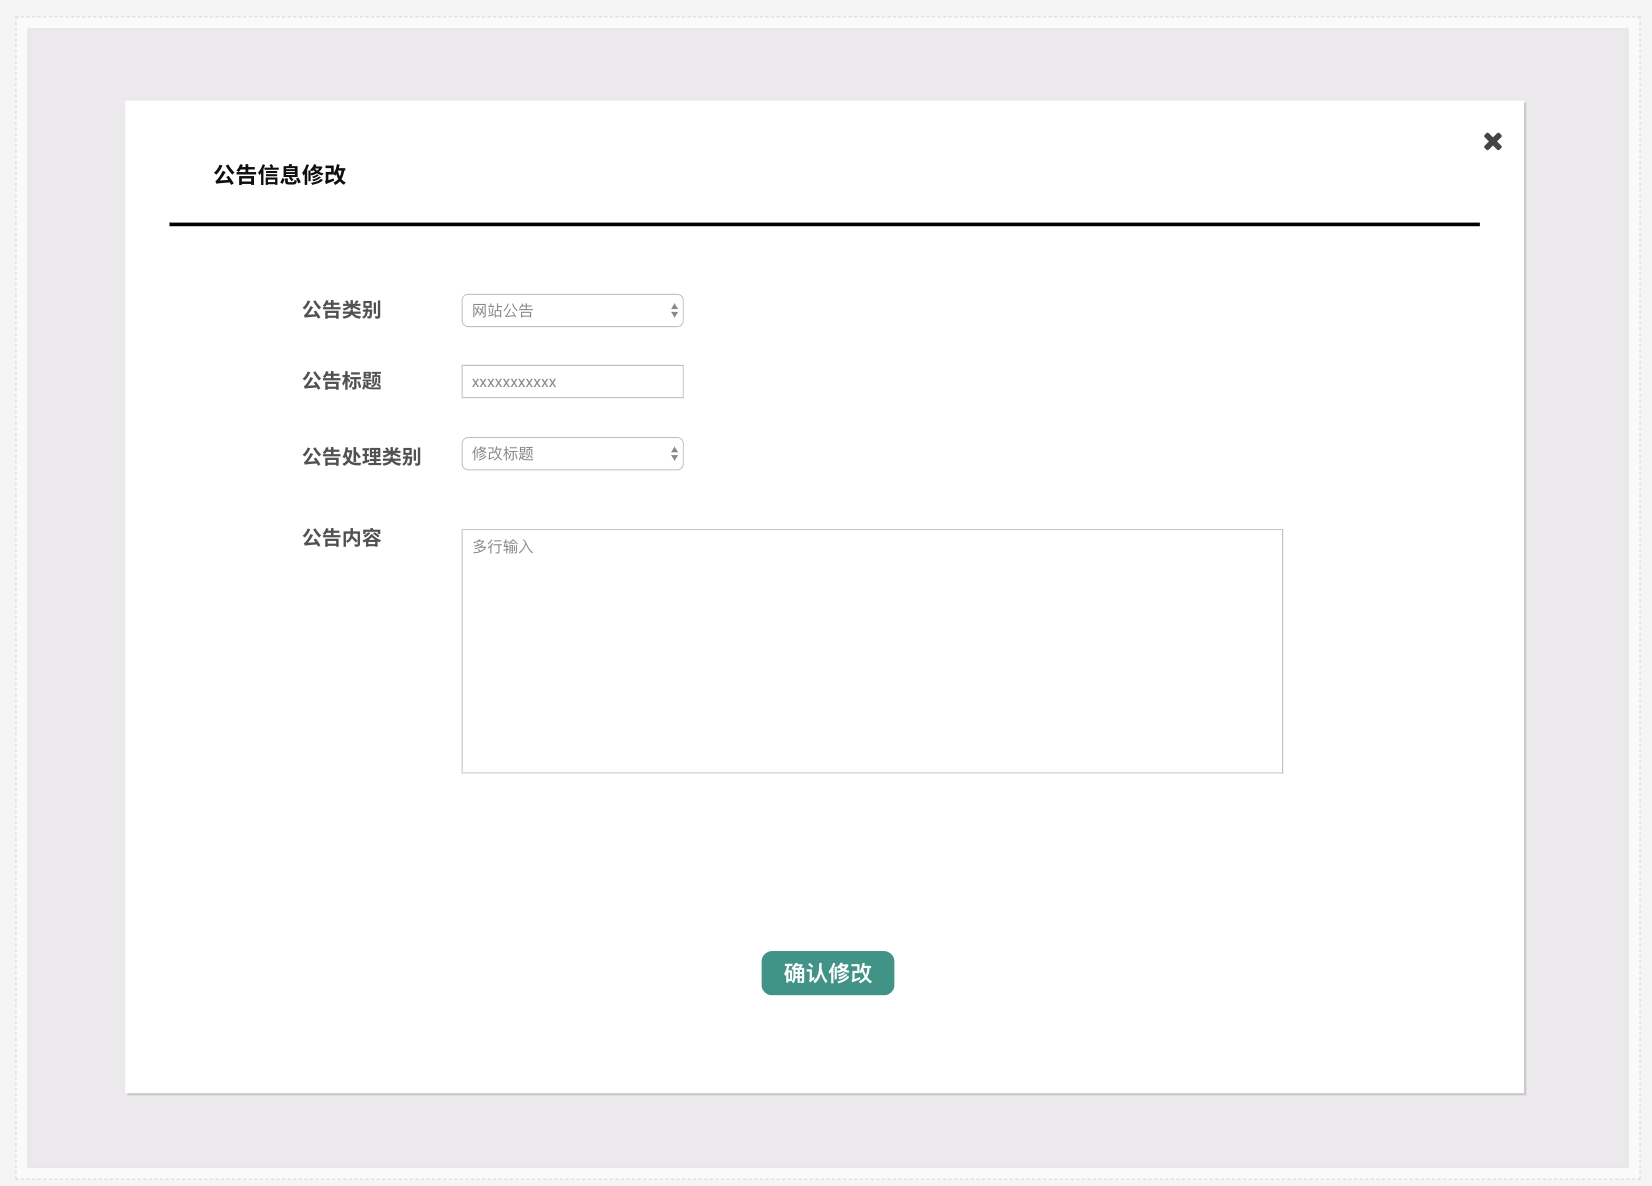 公告信息修改
公告类别 网站公告
公告标题 xxxxxxxxxxx
公告处理类别 修改标题
公告内容 多行输入
确认修改